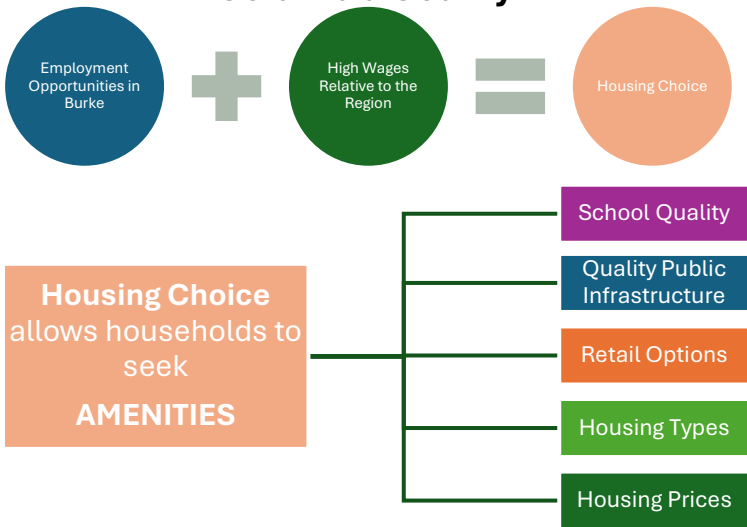 Employment
Opportunities in
Burke
High Wages
Relative to the
Region
Housing Choice
Housing Choice
allows households to
seek
AMENITIES
School Quality
Quality Public
Infrastructure
Retail Options
Housing Types
Housing Prices